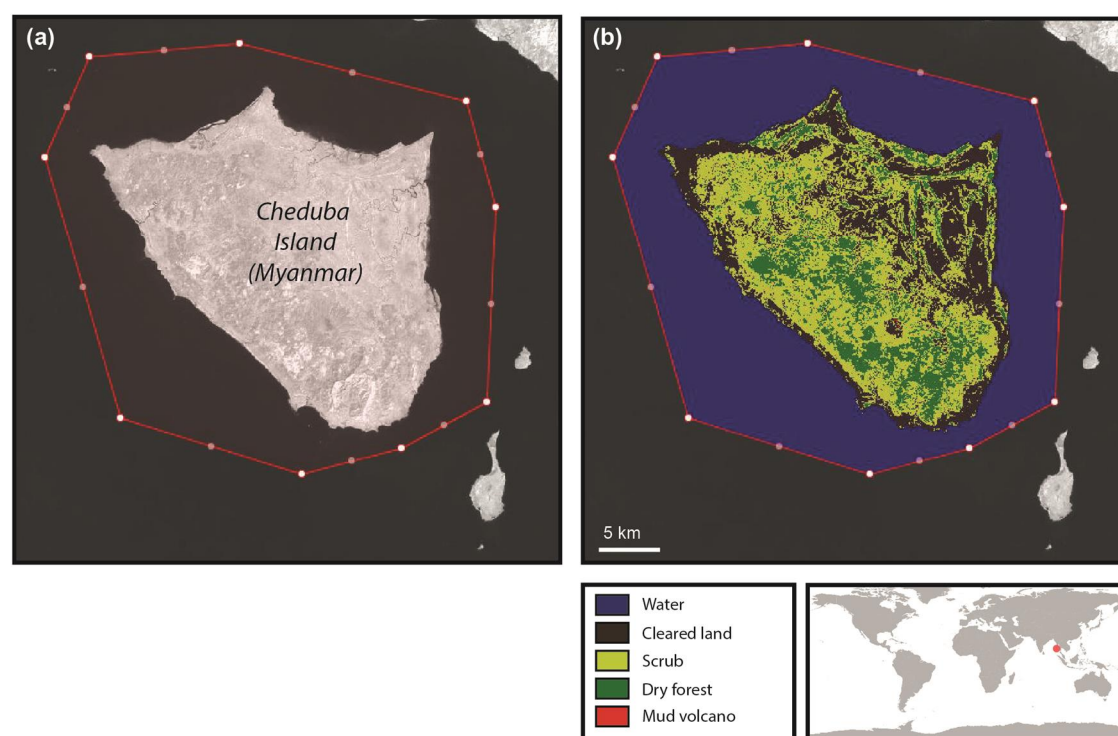 (a)
Cheduba
Island
(Myanmar)
(b)
5 km
Water
Cleared land
Scrub
Dry forest
Mud volcano